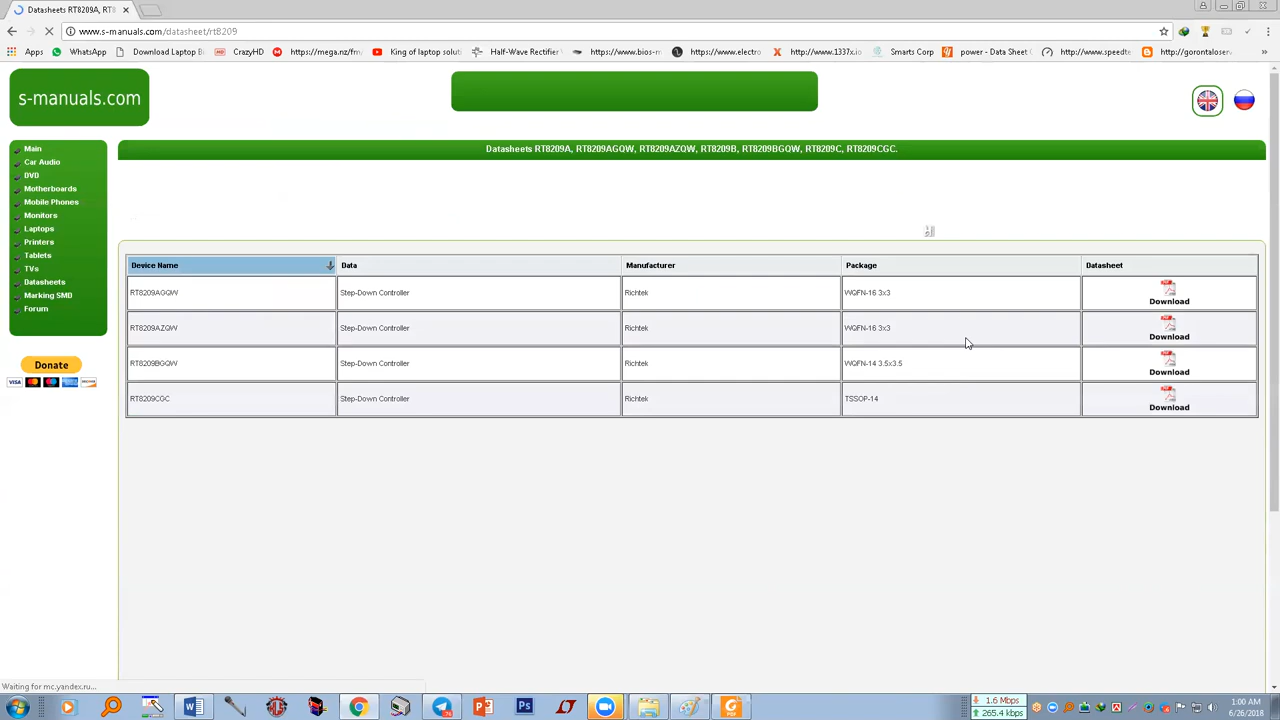 Datasheets RT8209A, RT8
www.s-manuals.com/datasheet/rt8209
Apps WhatsApp Download Laptop B CrazyHD https://mega.nz/fm King of laptop solut Half-Wave Rectifier https://www.bios-m https://www.electro http://www.1337x.io Smarts Corp power - Data Sheet http://www.speedte http://gorontaloser
s-manuals.com
Datasheets RT8209A, RT8209AGQW, RT8209AZQW, RT8209B, RT8209BGQW, RT8209C, RT8209CGC.
Main
Car Audio
DVD
Motherboards
Mobile Phones
Monitors
Laptops
Printers
Tablets
TVs
Datasheets
Marking SMD
Forum
Donate
VISA
Device Name Data Manufacturer Package Datasheet
RT8209AGQW Step-Down Controller Richtek WQFN-16 3x3 Download
RT8209AZQW Step-Down Controller Richtek WQFN-16 3x3 Download
RT8209BGQW Step-Down Controller Richtek WQFN-14 3.5x3.5 Download
RT8209CGC Step-Down Controller Richtek TSSOP-14 Download
Waiting for mc.yandex.ru...
1.6 Mbps
265.4 kbps
1:00 AM
6/26/2018